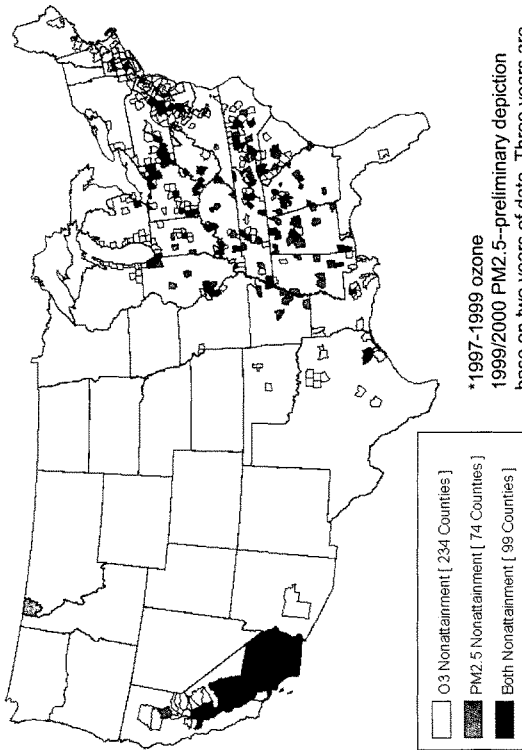 *1997-1999 ozone
1999/2000 PM2.5--preliminary depiction
O3 Nonattainment [ 234 Counties ]
PM2.5 Nonattainment [ 74 Counties ]
Both Nonattainment [ 99 Counties ]